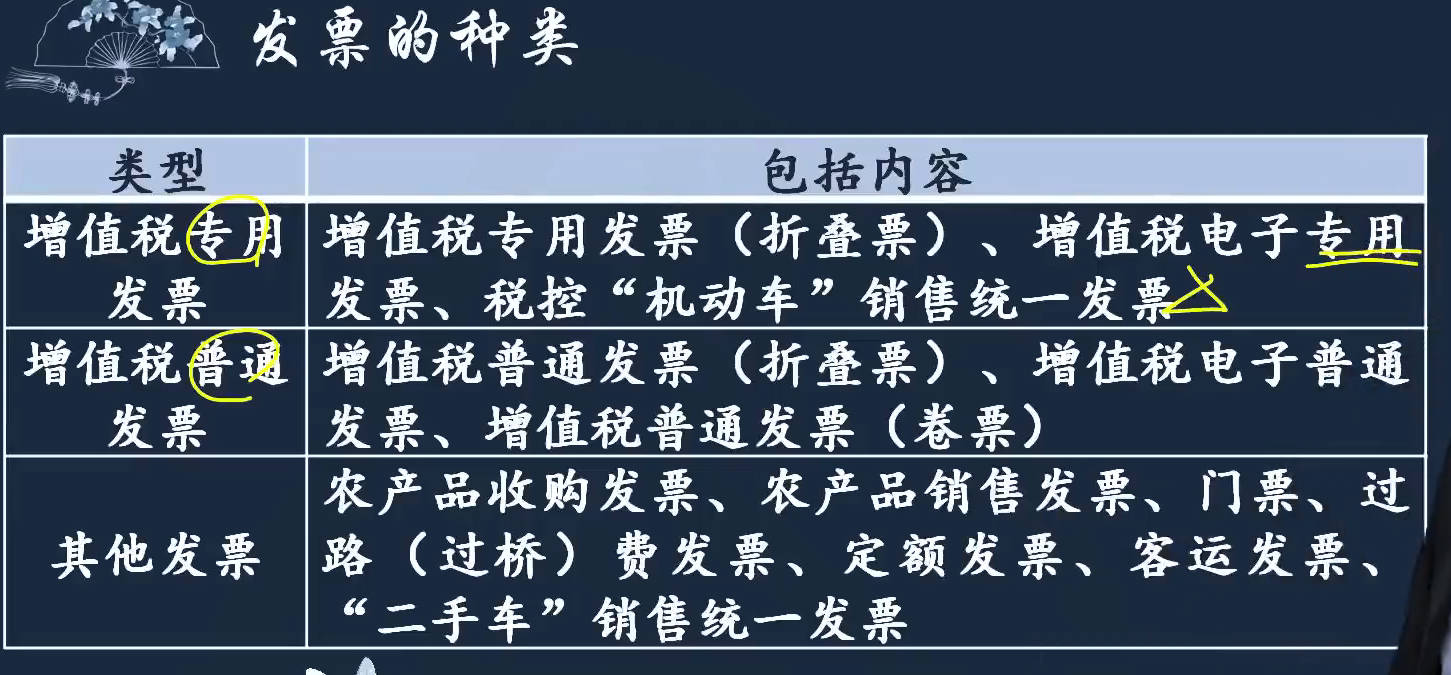 发票的种类
类型
包括内容
增值税专用
发票
增值税专用发票（折叠票）、增值税电子专用
发票、税控“机动车”销售统一发票
增值税普通
发票
增值税普通发票（折叠票）、增值税电子普通
发票、增值税普通发票（卷票）
其他发票
农产品收购发票、农产品销售发票、门票、过
路（过桥）费发票、定额发票、客运发票、
“二手车”销售统一发票